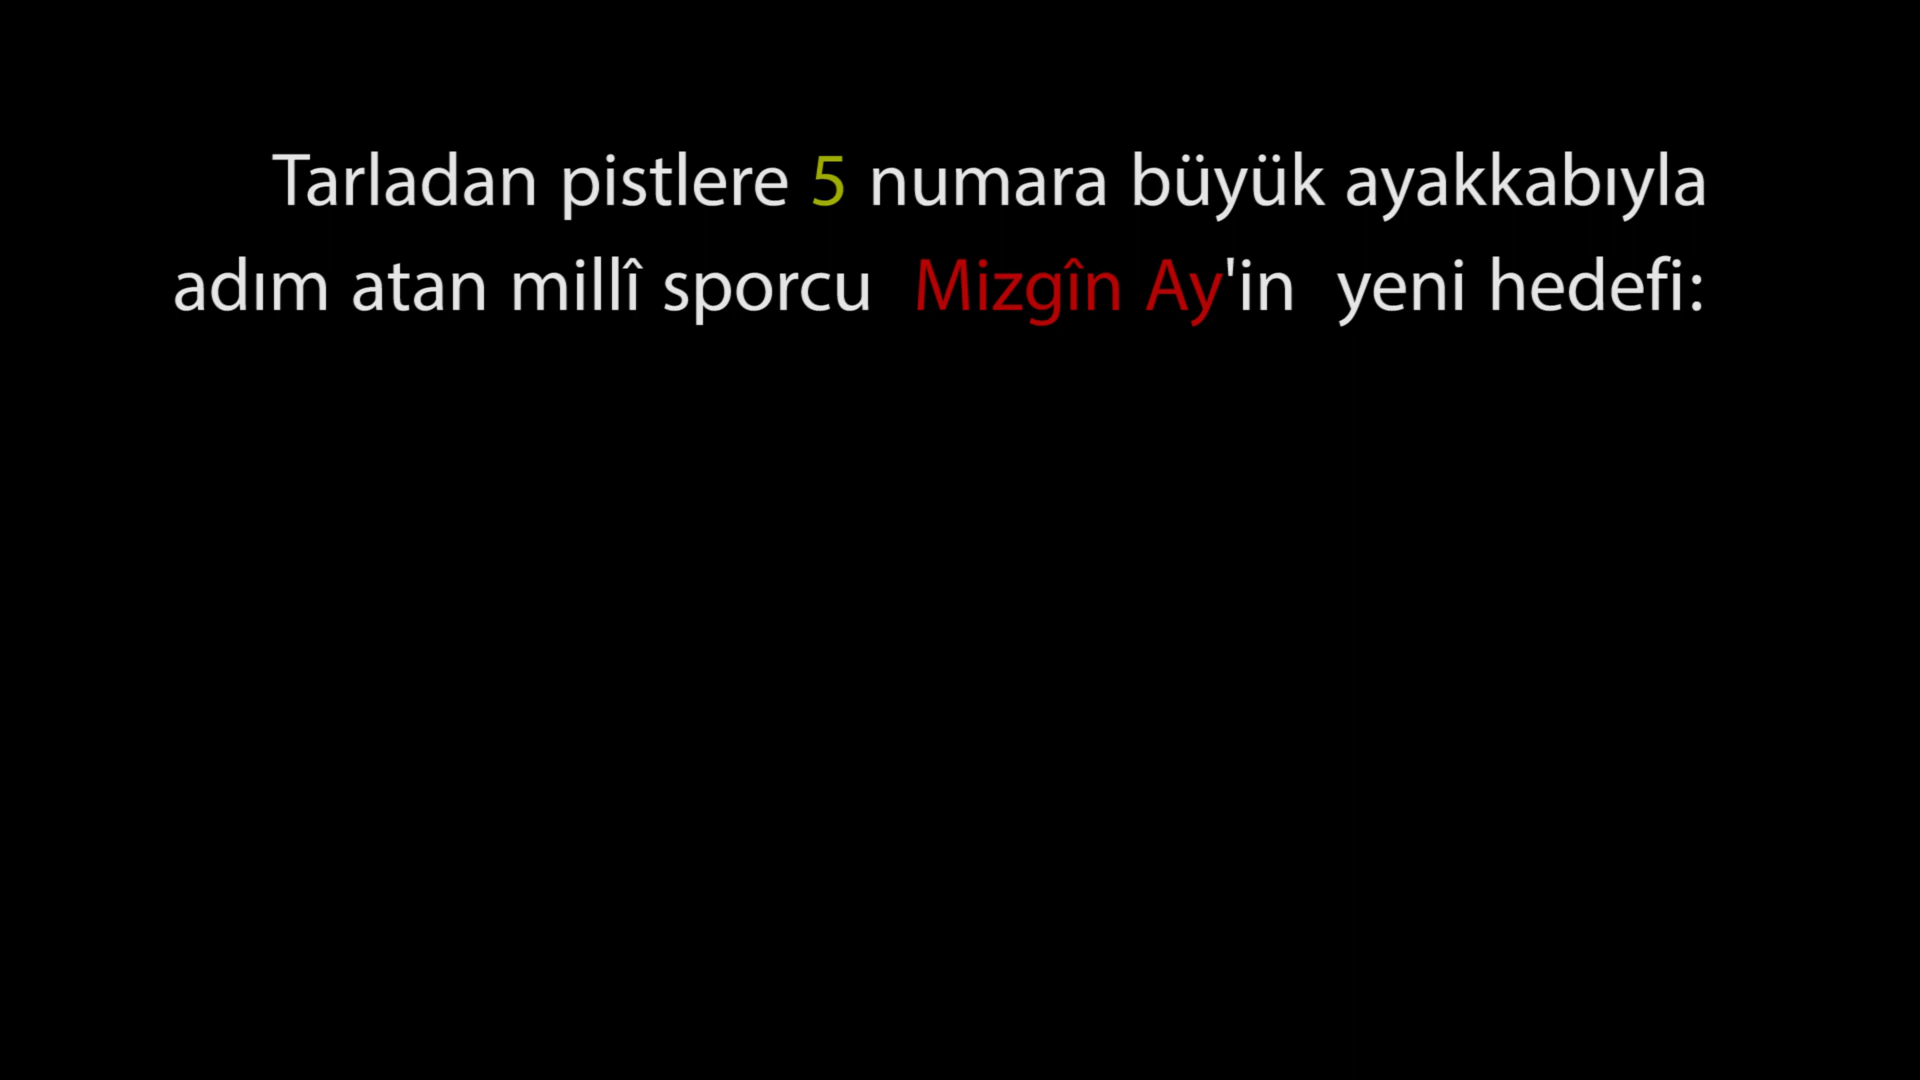 Tarladan pistlere 5 numara büyük ayakkabıyla
adım atan millî sporcu Mizgîn Ay'in yeni hedefi: